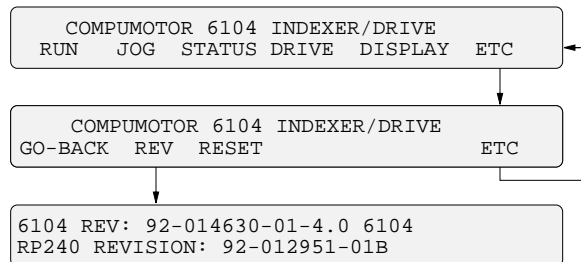 COMPUMOTOR 6104 INDEXER/DRIVE
RUN JOG STATUS DRIVE DISPLAY ETC
COMPUMOTOR 6104 INDEXER/DRIVE
GO-BACK REV RESET ETC
6104 REV: 92-014630-01-4.0 6104
RP240 REVISION: 92-012951-01B